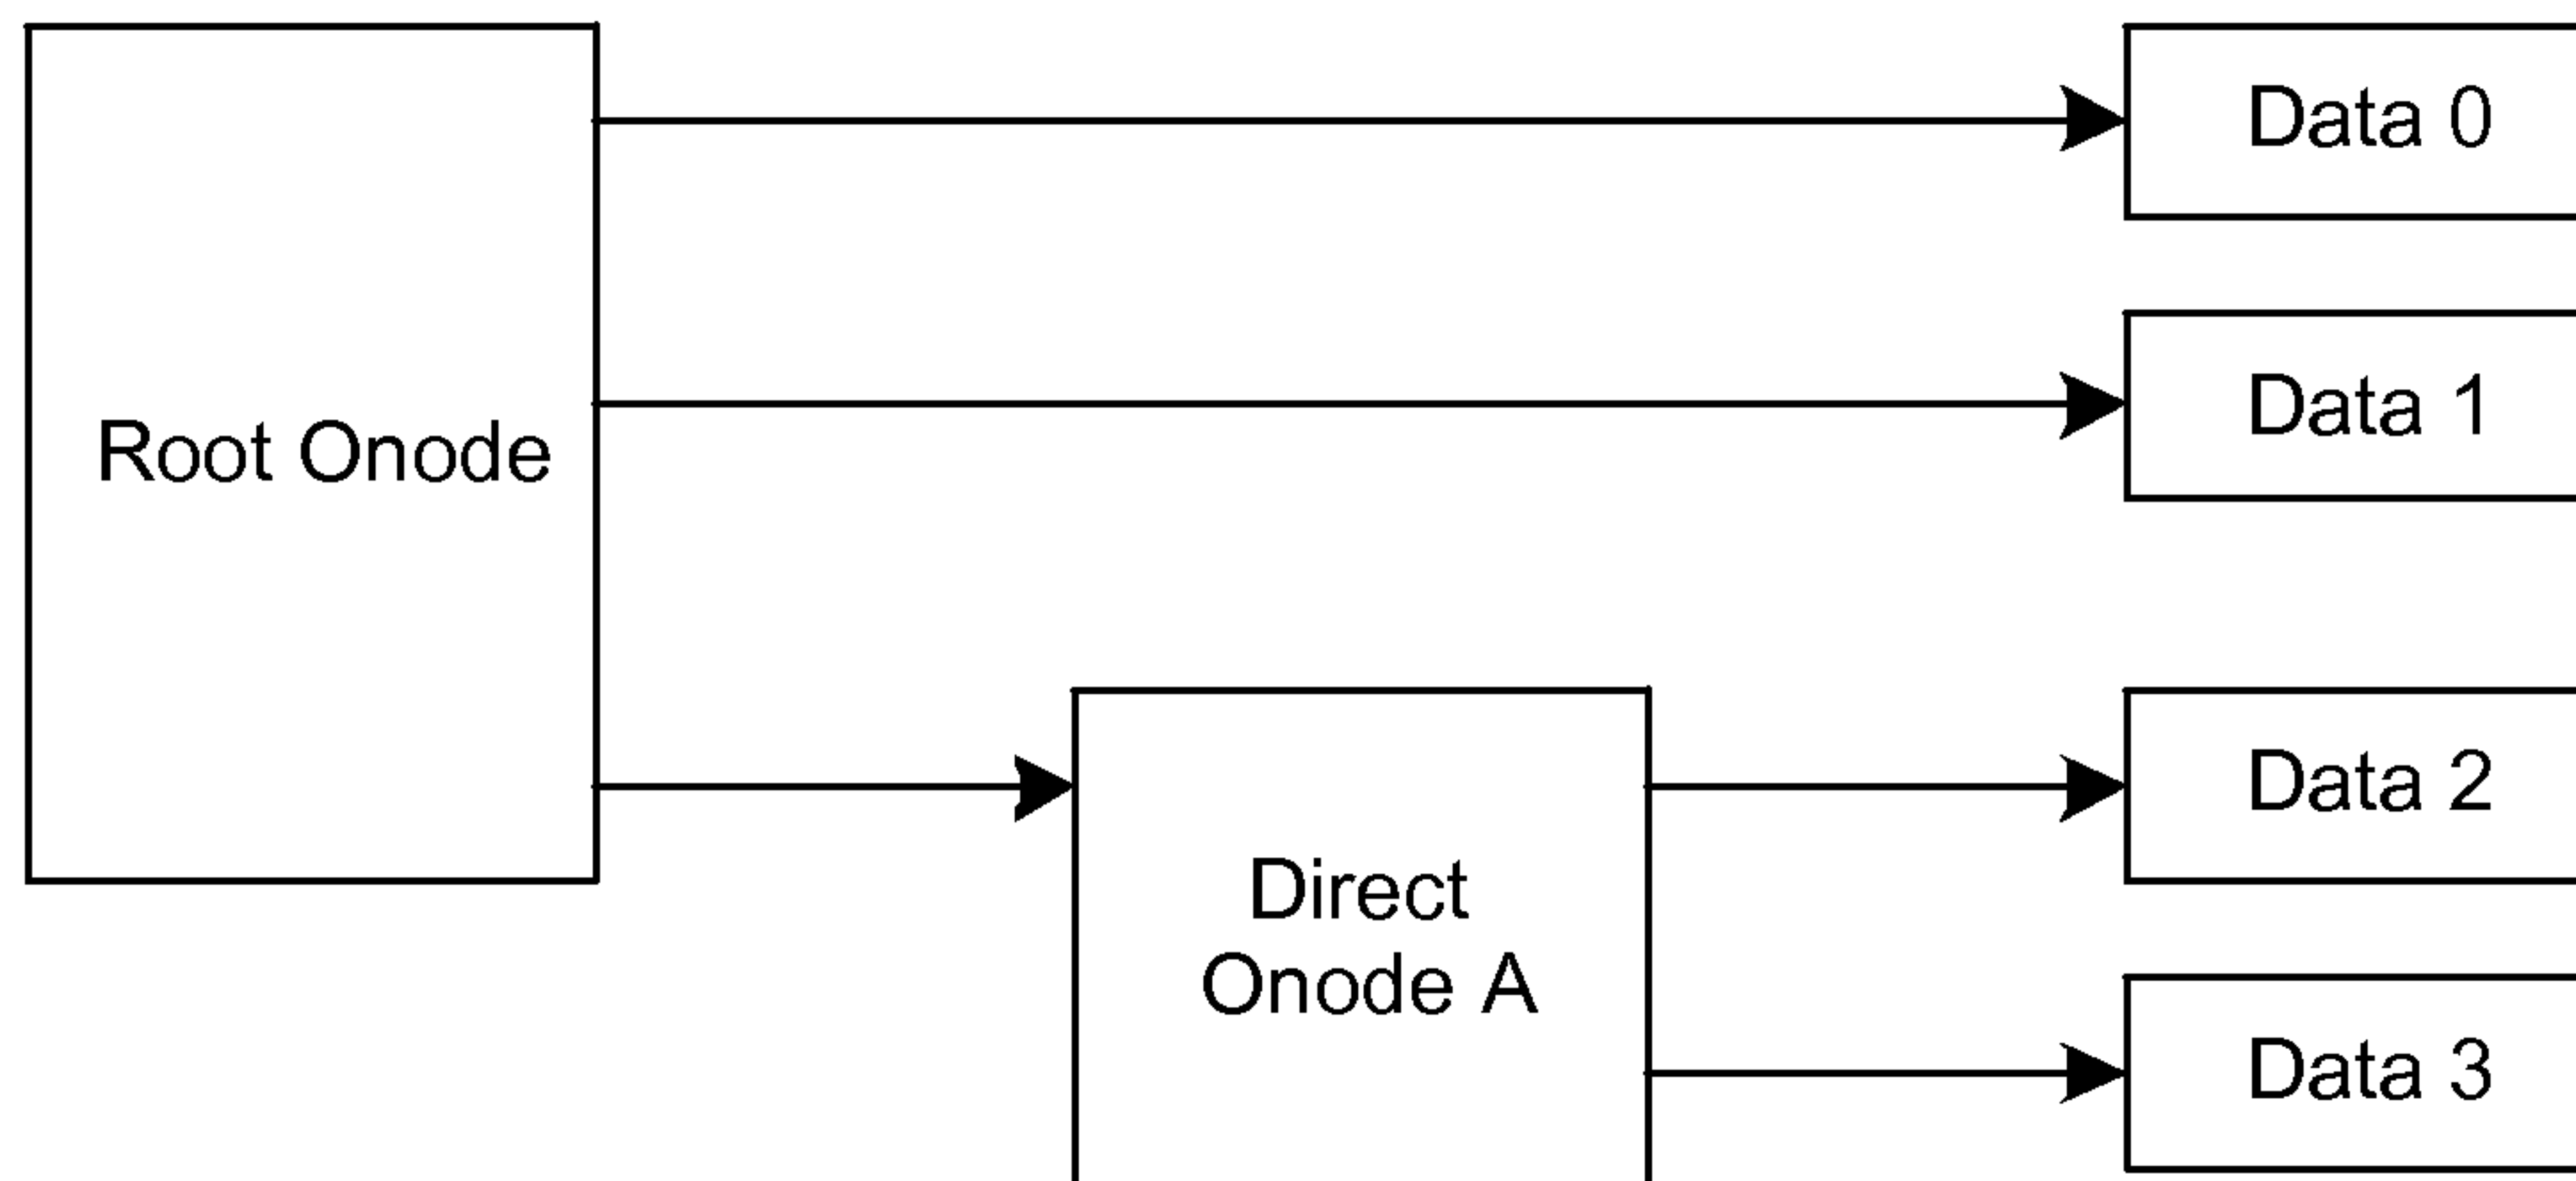 Data 0
Data 1
Root Onode
Data 2
Direct
Onode A
Data 3